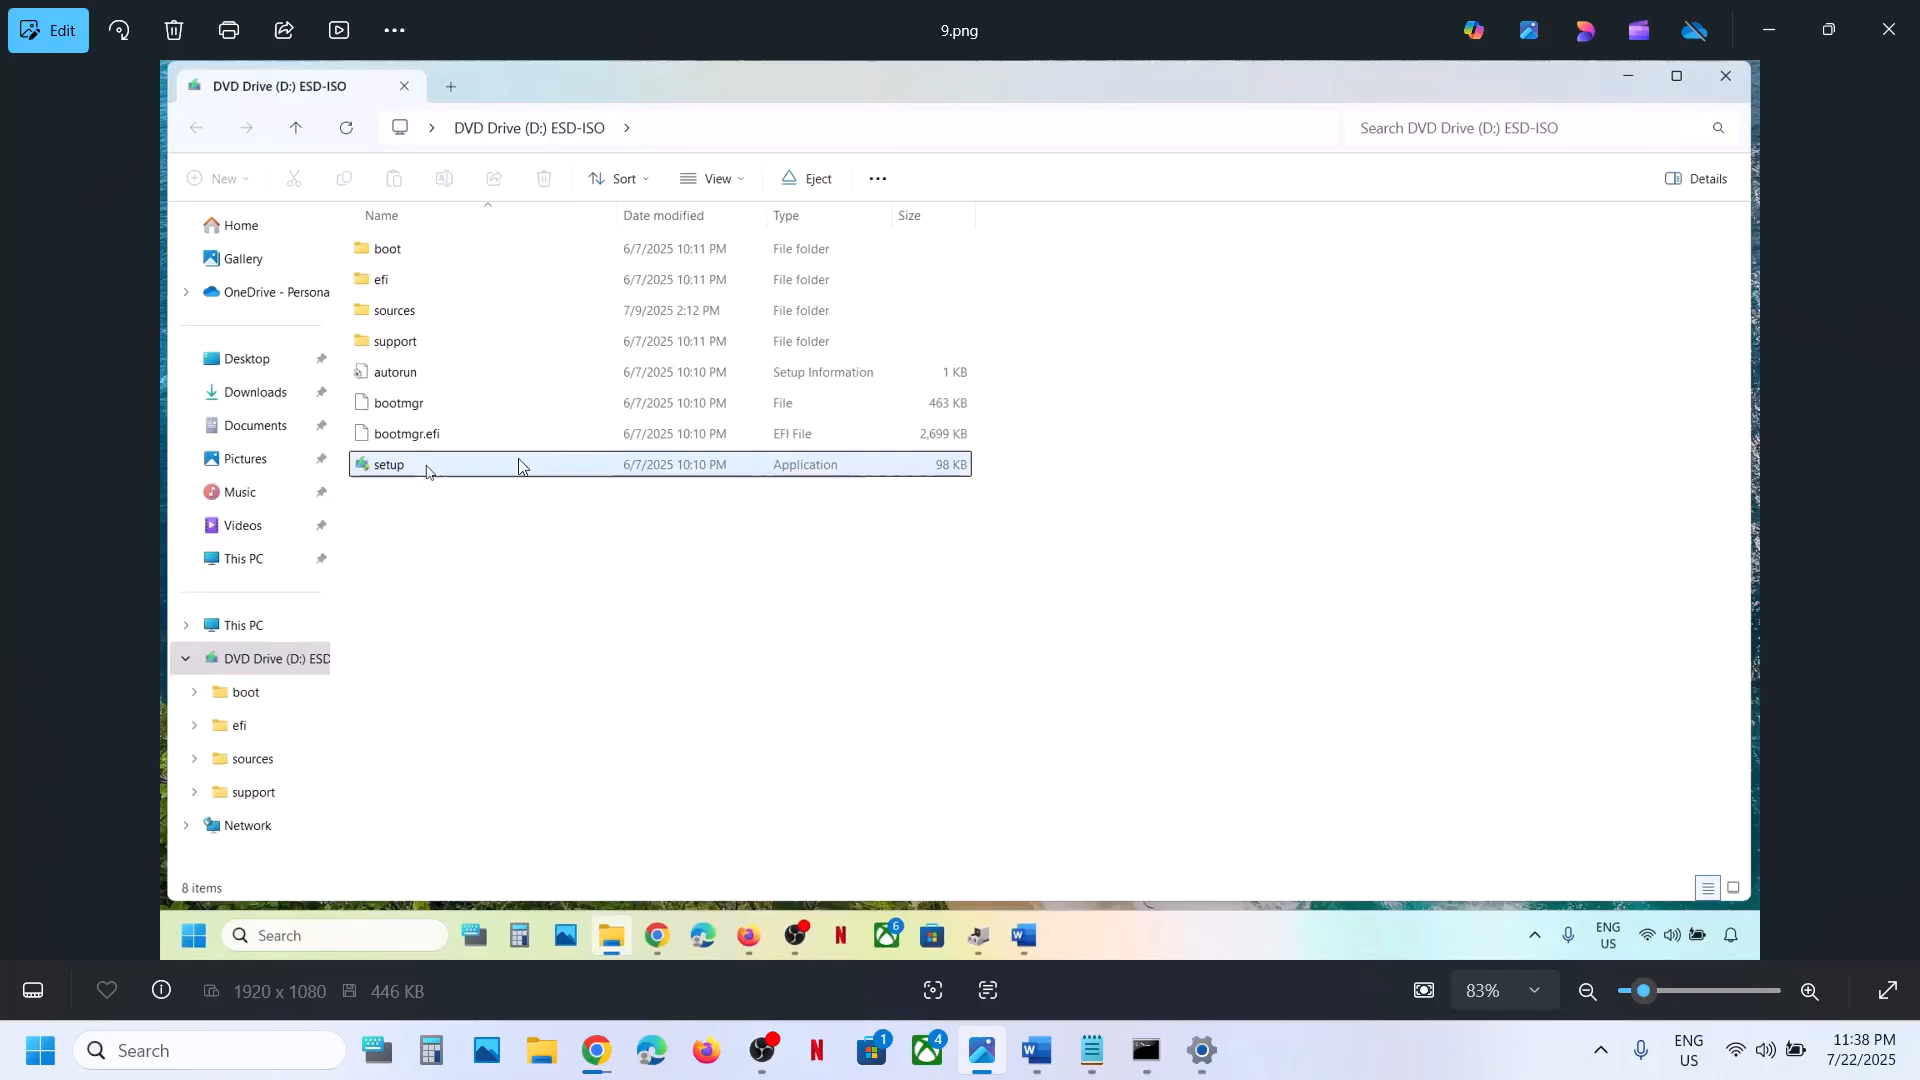 Edit
9.png
DVD Drive (D:) ESD-ISO
DVD Drive (D:) ESD-ISO
Search DVD Drive (D:) ESD-ISO
New
Sort
View
Eject
Details
Name Date modified Type Size
Home
Gallery
OneDrive - Persona
Desktop
Downloads
Documents
Pictures
Music
Videos
This PC
This PC
DVD Drive (D:) ESD
boot
efi
sources
support
Network
boot 6/7/2025 10:11 PM File folder
efi 6/7/2025 10:11 PM File folder
sources 7/9/2025 2:12 PM File folder
support 6/7/2025 10:11 PM File folder
autorun 6/7/2025 10:10 PM Setup Information 1 KB
bootmgr 6/7/2025 10:10 PM File 463 KB
bootmgr.efi 6/7/2025 10:10 PM EFI File 2,699 KB
setup 6/7/2025 10:10 PM Application 98 KB
8 items
Search
6
ENG
US
1920 x 1080 446 KB
83%
Search
1
4
ENG
US
11:38 PM
7/22/2025